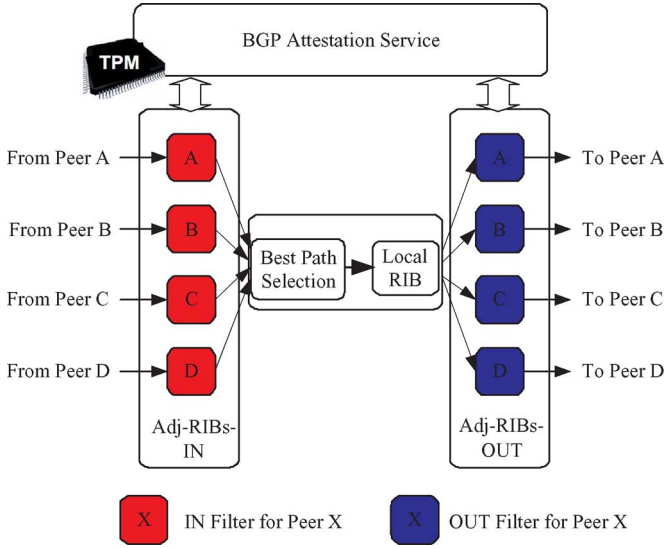 BGP Attestation Service
TPM
From Peer A
A
A
To Peer A
From Peer B
B
B
To Peer B
Best Path
Selection
Local
RIB
From Peer C
C
C
To Peer C
From Peer D
D
D
To Peer D
Adj-RIBs-
IN
Adj-RIBs-
OUT
X
IN Filter for Peer X
X
OUT Filter for Peer X